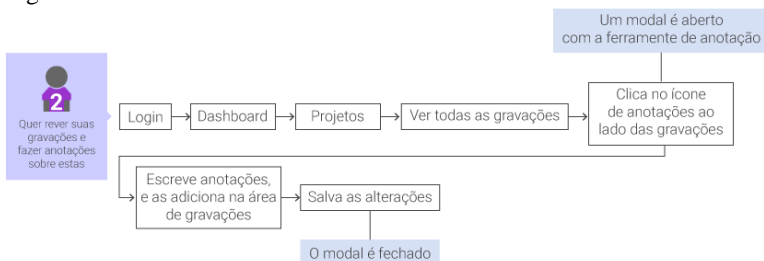 Um modal é aberto
com a ferramente de anotação
2
Quer rever suas
gravações e
fazer anotações
sobre estas
Login
Dashboard
Projetos
Ver todas as gravações
Clica no ícone
de anotações ao
lado das gravações
Escreve anotações,
e as adiciona na área
de gravações
Salva as alterações
O modal é fechado